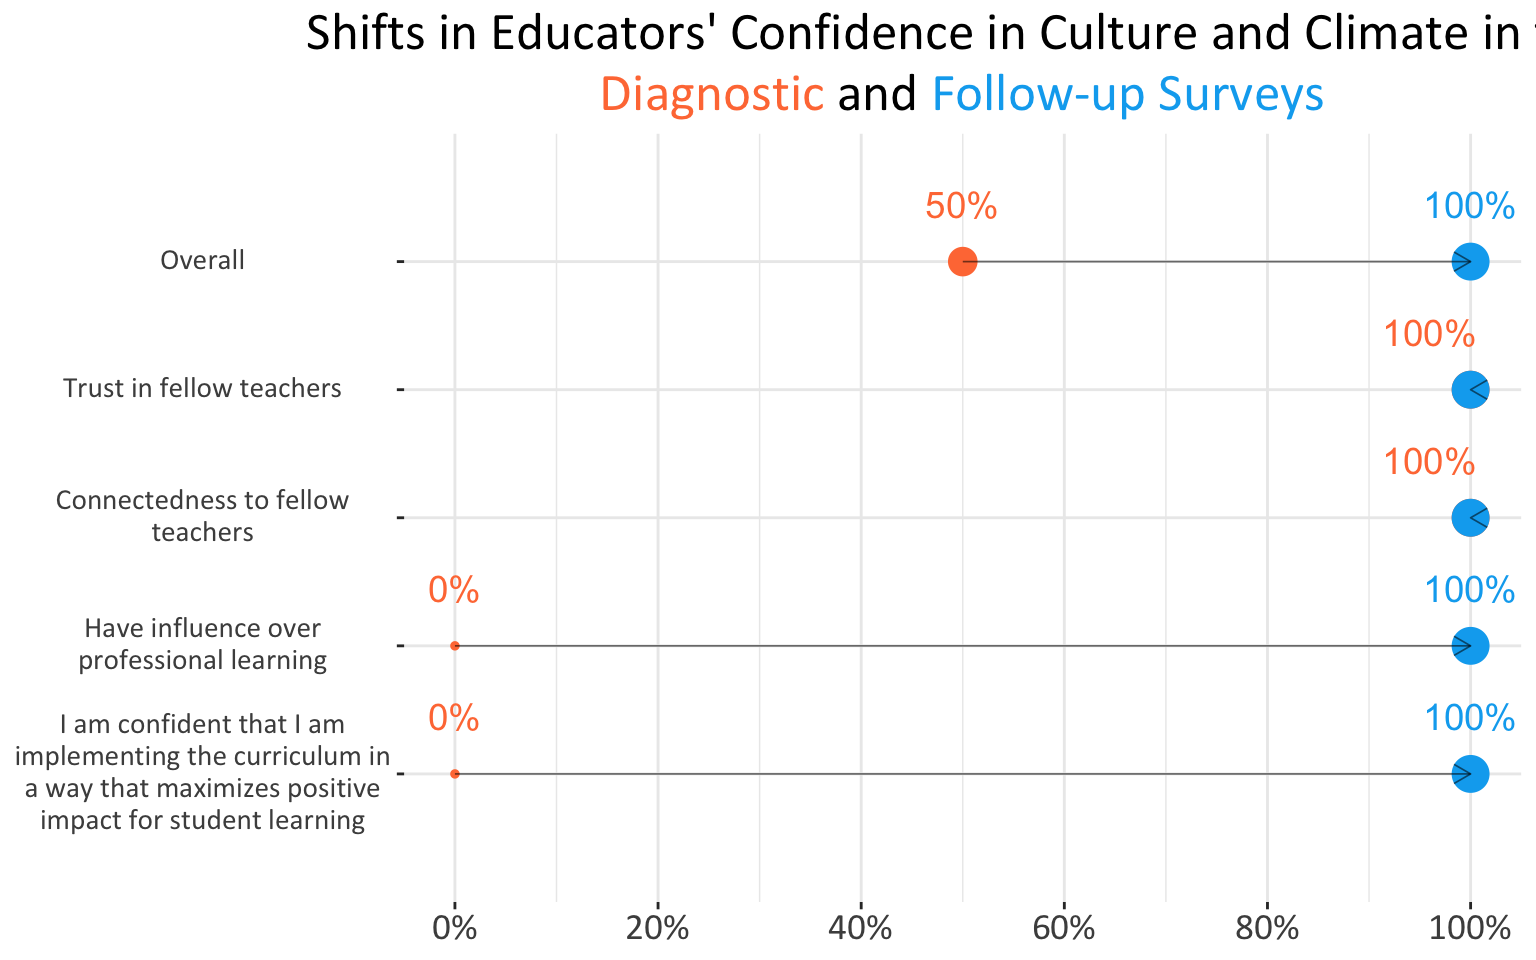 Shifts in Educators' Confidence in Culture and Climate in
Diagnostic and Follow-up Surveys
50%
100%
Overall
100%
Trust in fellow teachers
100%
Connectedness to fellow
teachers
0%
100%
Have influence over
professional learning
0%
100%
I am confident that I am
implementing the curriculum in
a way that maximizes positive
impact for student learning
0%
20%
40%
60%
80%
100%